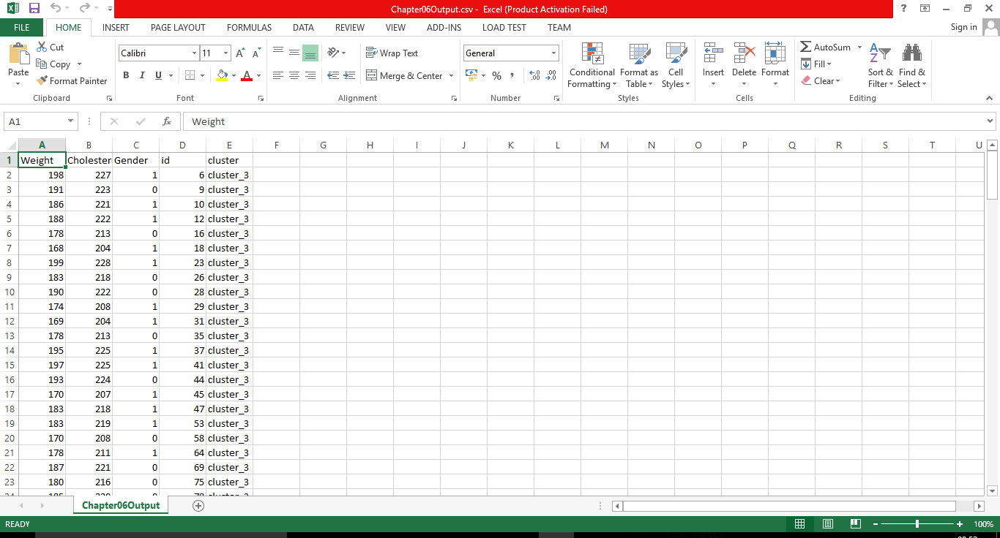 Chapter06Output.csv - Excel (Product Activation Failed)
?
FILE HOME INSERT PAGE LAYOUT FORMULAS DATA REVIEW VIEW ADD-INS LOAD TEST TEAM Sign in
Paste
Cut
Copy
Format Painter
Clipboard
Calibri 11
B I U
Font
Wrap Text
Merge & Center
Alignment
General
%
Number
Conditional Formatting
Format as Table
Cell Styles
Styles
Insert Delete Format
Cells
AutoSum
Fill
Clear
Sort & Filter
Find & Select
Editing
A1 fx Weight
A B C D E F G H I J K L M N O P Q R S T U
1 Weight Cholester Gender id cluster
2 198 227 1 6 cluster_3
3 191 223 0 9 cluster_3
4 186 221 1 10 cluster_3
5 188 222 1 12 cluster_3
6 178 213 0 16 cluster_3
7 168 204 1 18 cluster_3
8 199 228 1 23 cluster_3
9 183 218 0 26 cluster_3
10 190 222 0 28 cluster_3
11 174 208 1 29 cluster_3
12 169 204 1 31 cluster_3
13 178 213 0 35 cluster_3
14 195 225 1 37 cluster_3
15 197 225 1 41 cluster_3
16 193 224 0 44 cluster_3
17 170 207 1 45 cluster_3
18 183 218 1 47 cluster_3
19 183 219 1 53 cluster_3
20 170 208 0 58 cluster_3
21 178 211 1 64 cluster_3
22 187 221 0 69 cluster_3
23 180 216 0 75 cluster_3
Chapter06Output
READY 100%